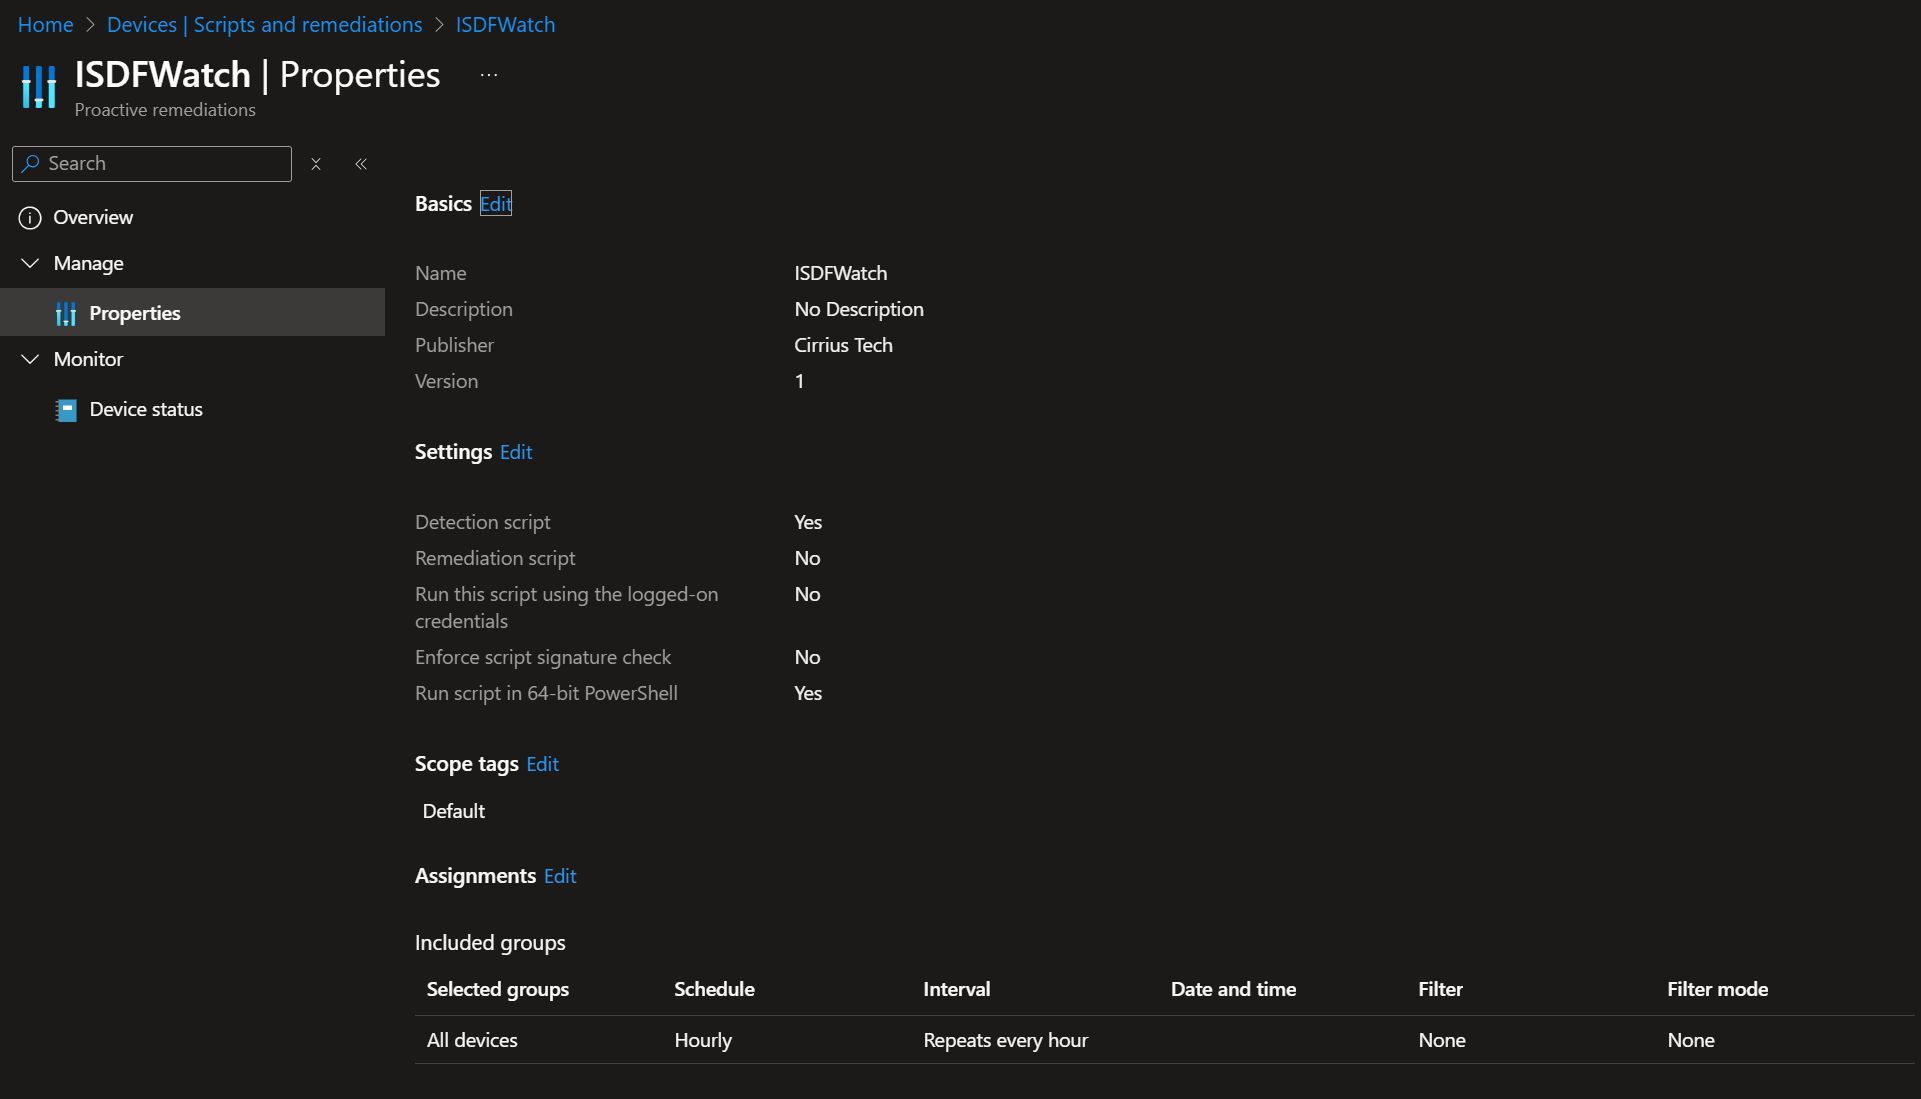 Home > Devices | Scripts and remediations > ISDFWatch
ISDFWatch | Properties ...
Proactive remediations
Search
Overview
Manage
Properties
Monitor
Device status
Basics Edit
Name ISDFWatch
Description No Description
Publisher Cirrius Tech
Version 1
Settings Edit
Detection script Yes
Remediation script No
Run this script using the logged-on No
credentials
Enforce script signature check No
Run script in 64-bit PowerShell Yes
Scope tags Edit
Default
Assignments Edit
Included groups
Selected groups Schedule Interval Date and time Filter Filter mode
All devices Hourly Repeats every hour None None